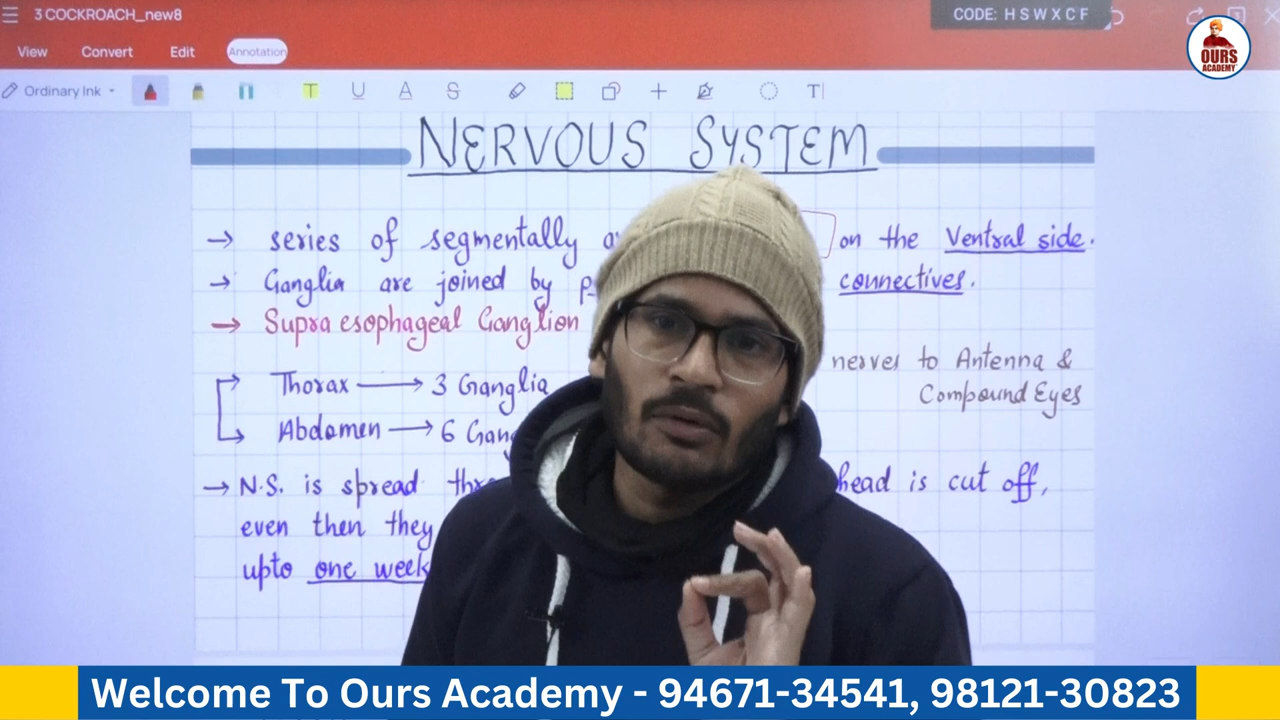 3 COCKROACH_new8
CODE: H S W X C F
View Convert Edit Annotation
OURS
ACADEMY
Ordinary Ink
NERVOUS SYSTEM
→ series of segmentally on the Ventral side.
→ Ganglia are joined by connectives.
→ Supra esophageal Ganglion
nerves to Antenna &
Compound Eyes
Thorax → 3 Ganglia
Abdomen → 6
→ N.S. is spread head is cut off,
even then they
upto one week
Welcome To Ours Academy - 94671-34541, 98121-30823